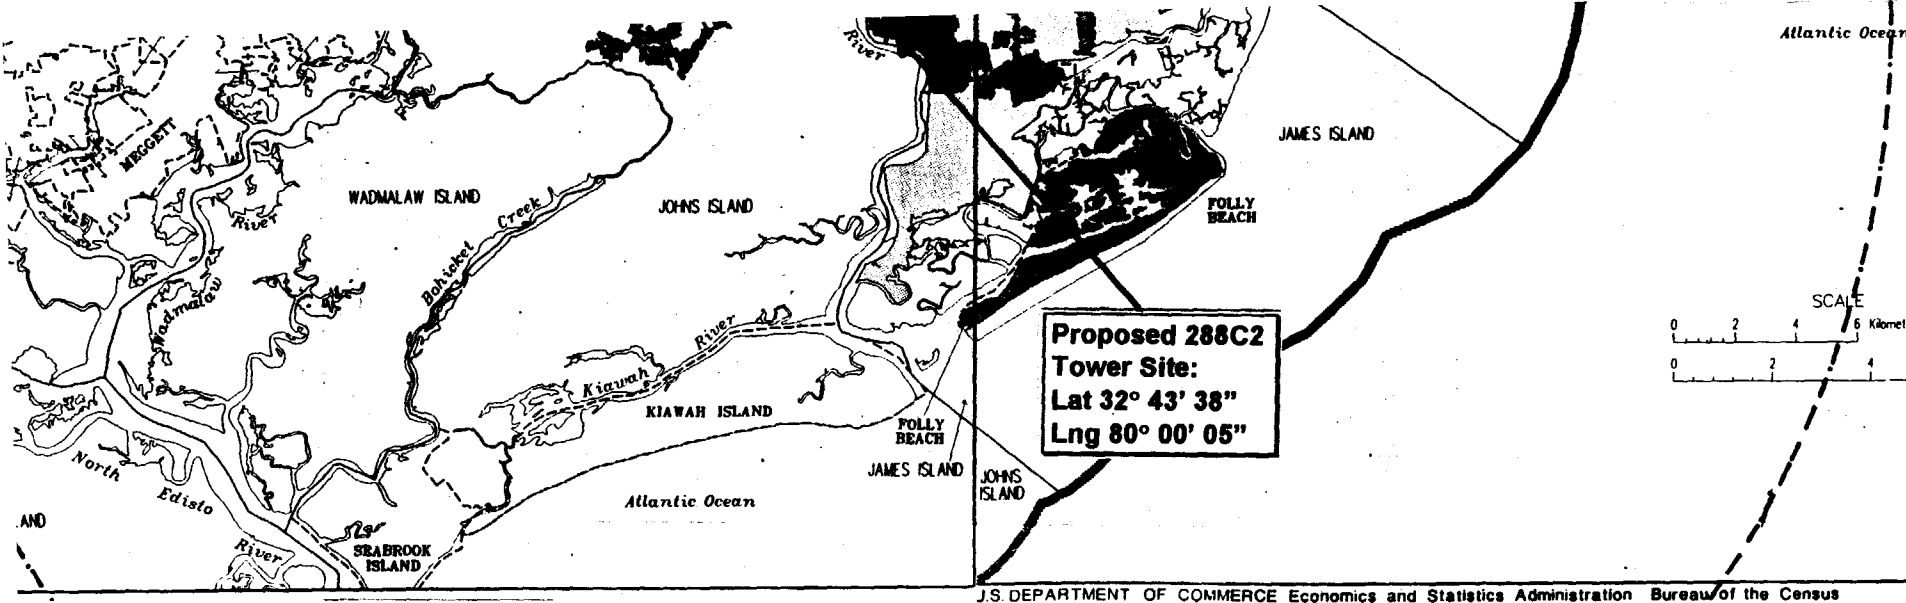 River
Atlantic Ocean
JAMES ISLAND
MEGGETT
WADMALAW ISLAND
JOHNS ISLAND
River
Bohicket Creek
FOLLY
BEACH
Wadmalaw
River
Kiawah
KIAWAH ISLAND
Proposed 288C2
Tower Site:
Lat 32° 43' 38"
Lng 80° 00' 05"
SCALE
0 2 4 6 Kilomet
0 2 4
FOLLY
BEACH
JAMES ISLAND
JOHNS
ISLAND
North
Edisto
River
Atlantic Ocean
AND
SEABROOK
ISLAND
J.S. DEPARTMENT OF COMMERCE Economics and Statistics Administration Bureau of the Census